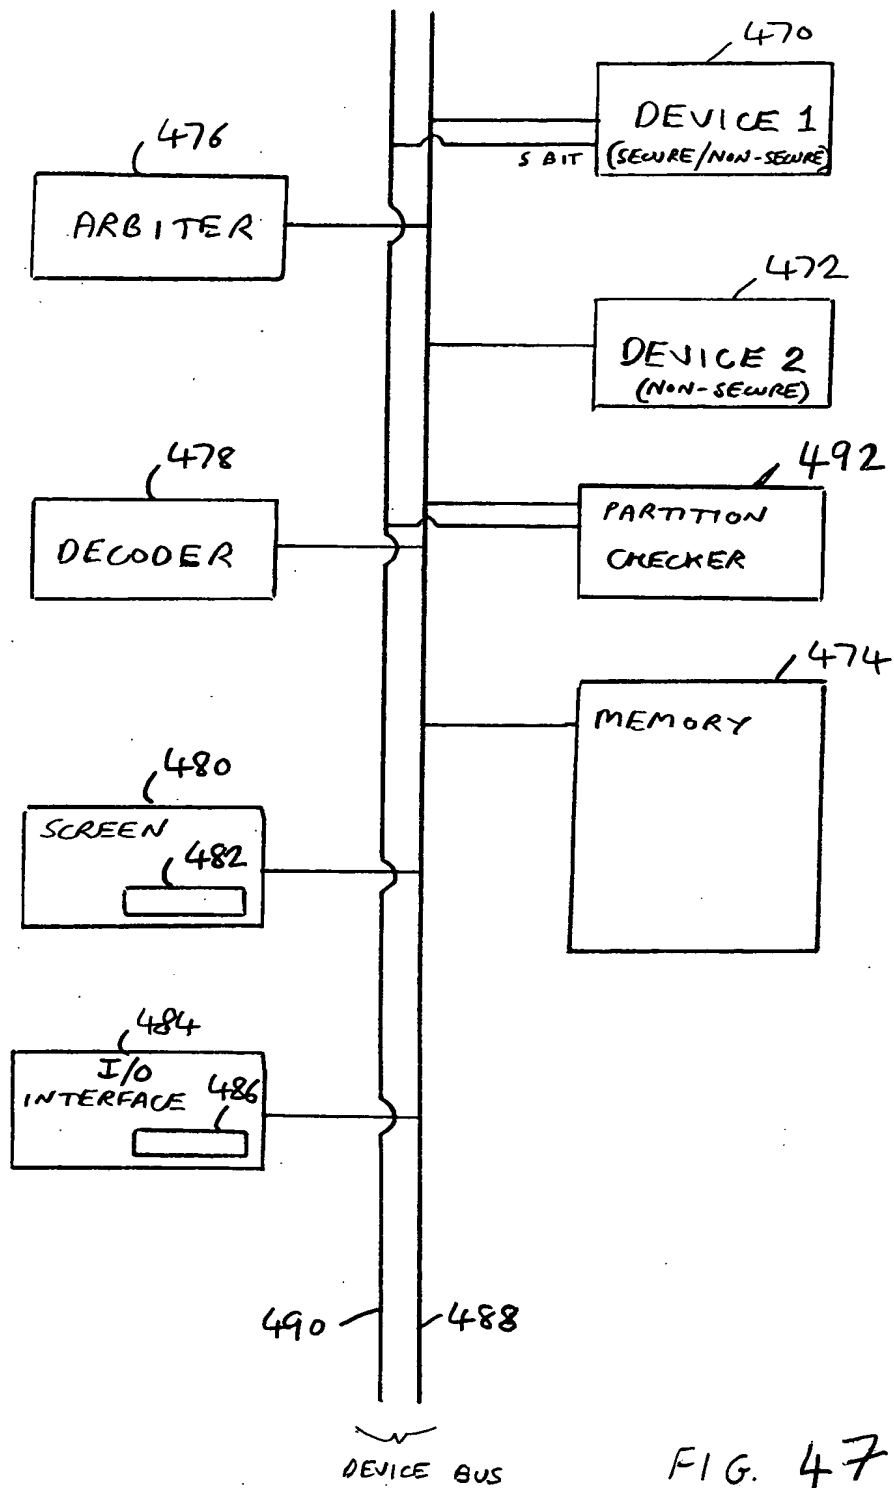 470
DEVICE 1
S BIT
(SECURE/NON-SECURE)
476
ARBITER
472
DEVICE 2
(NON-SECURE)
478
DECODER
492
PARTITION
CHECKER
474
MEMORY
480
SCREEN
482
484
I/O
INTERFACE
486
490
488
DEVICE BUS
FIG. 47